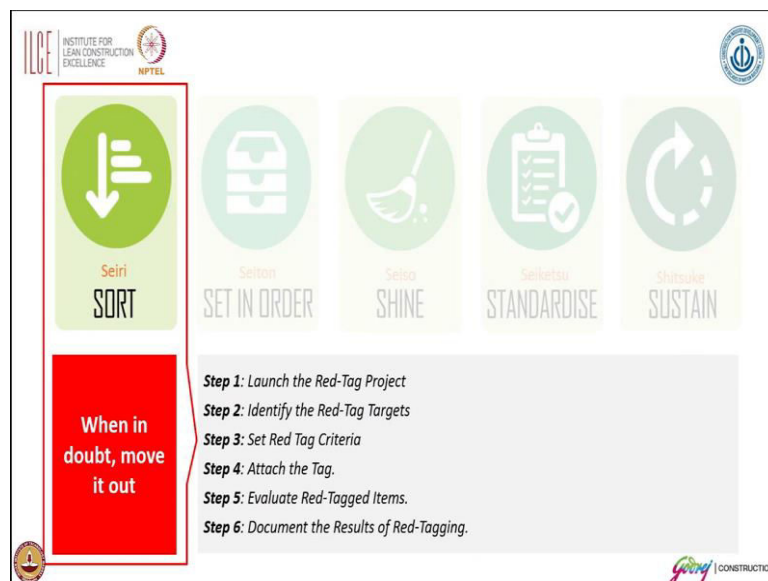 ILCE
INSTITUTE FOR
LEAN CONSTRUCTION
EXCELLENCE
NPTEL
Seiri
SORT
Seiton
SET IN ORDER
Seiso
SHINE
Seiketsu
STANDARDISE
Shitsuke
SUSTAIN
When in
doubt, move
it out
Step 1: Launch the Red-Tag Project
Step 2: Identify the Red-Tag Targets
Step 3: Set Red Tag Criteria
Step 4: Attach the Tag.
Step 5: Evaluate Red-Tagged Items.
Step 6: Document the Results of Red-Tagging.
Godrej | CONSTRUCTIO